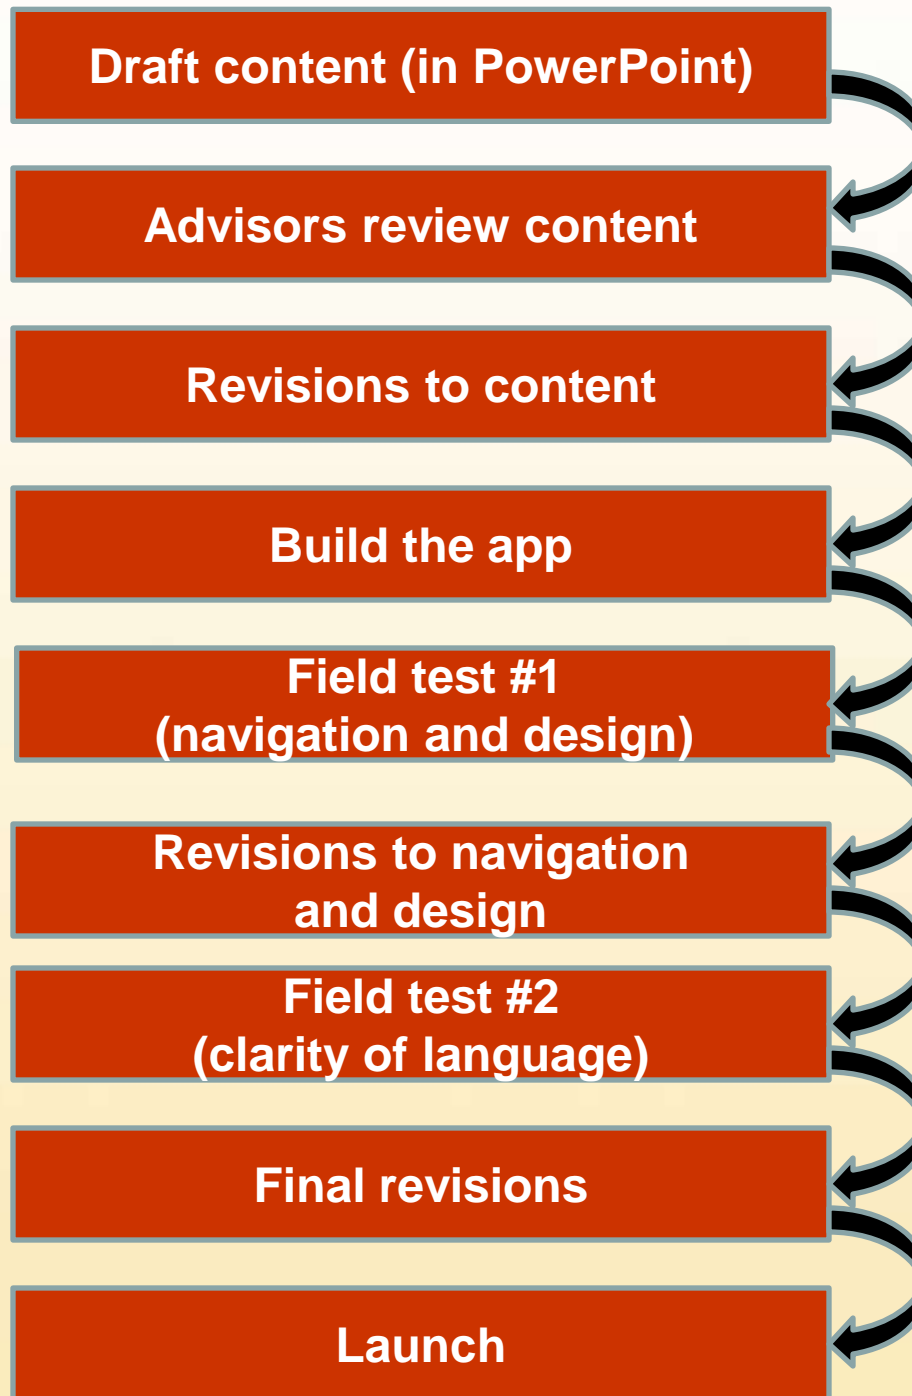 Draft content (in PowerPoint)
Advisors review content
Revisions to content
Build the app
Field test #1
(navigation and design)
Revisions to navigation
and design
Field test #2
(clarity of language)
Final revisions
Launch